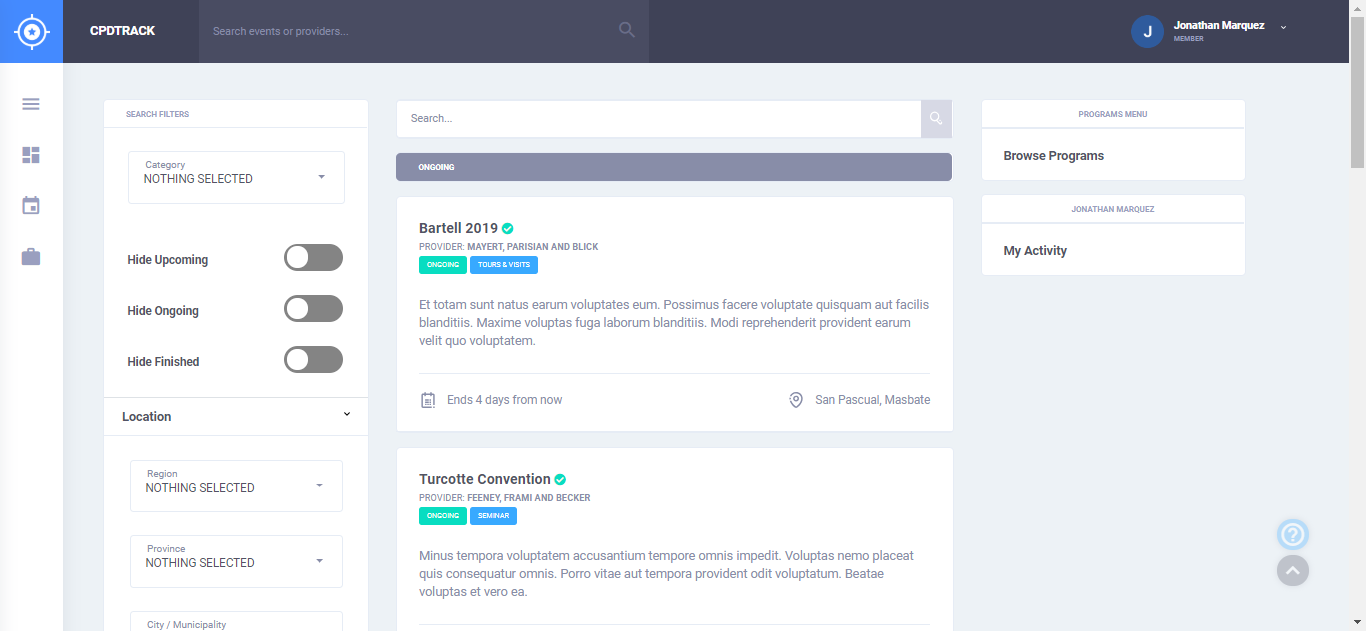 CPDTRACK
Search events or providers...
J
Jonathan Marquez
MEMBER
SEARCH FILTERS
Category
NOTHING SELECTED
Hide Upcoming
Hide Ongoing
Hide Finished
Location
Region
NOTHING SELECTED
Province
NOTHING SELECTED
City / Municipality
Search...
ONGOING
Bartell 2019
PROVIDER: MAYERT, PARISIAN AND BLICK
ONGOING TOURS & VISITS
Et totam sunt natus earum voluptates eum. Possimus facere voluptate quisquam aut facilis
blanditiis. Maxime voluptas fuga laborum blanditiis. Modi reprehenderit provident earum
velit quo voluptatem.
Ends 4 days from now
San Pascual, Masbate
Turcotte Convention
PROVIDER: FEENEY, FRAMI AND BECKER
ONGOING SEMINAR
Minus tempora voluptatem accusantium tempore omnis impedit. Voluptas nemo placeat
quis consequatur omnis. Porro vitae aut tempora provident odit voluptatum. Beatae
voluptas et vero ea.
PROGRAMS MENU
Browse Programs
JONATHAN MARQUEZ
My Activity
?